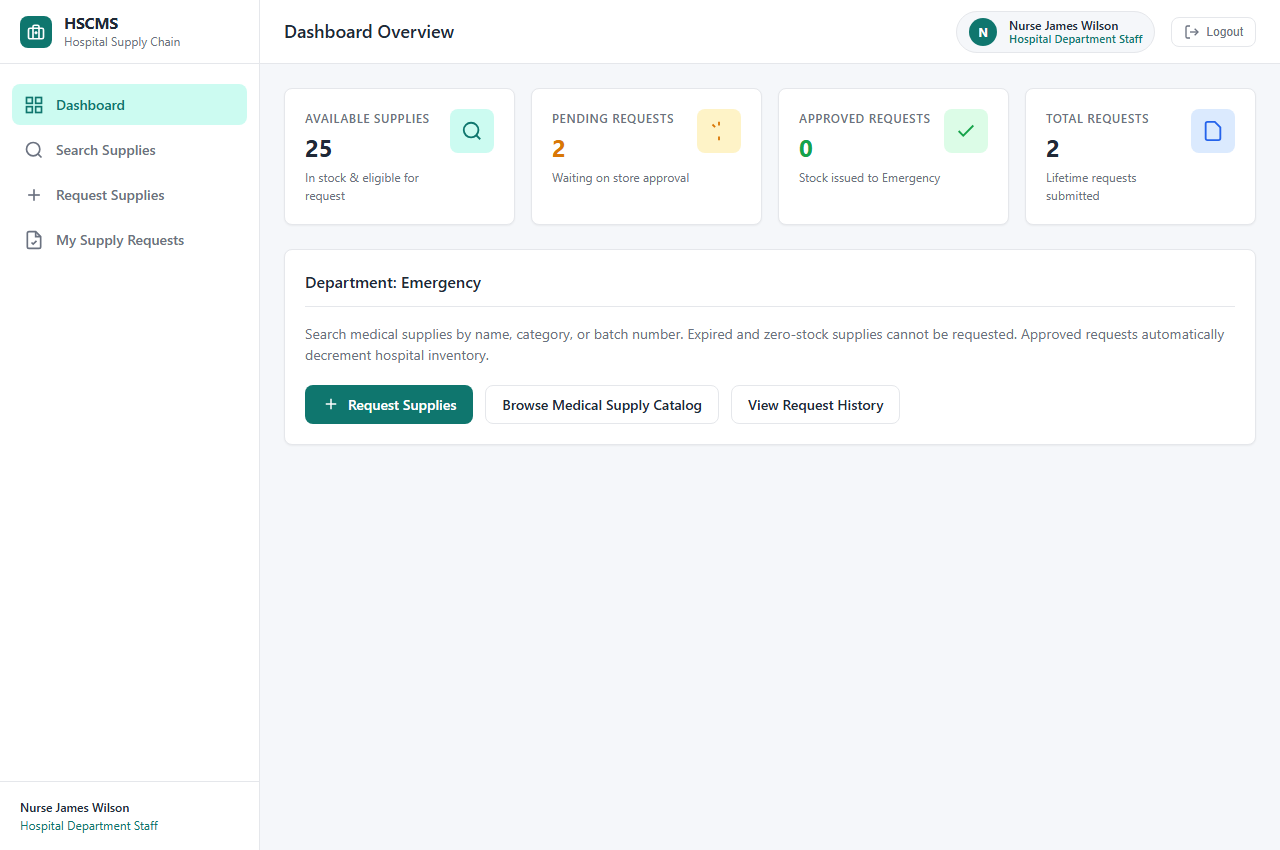 HSCMS
Hospital Supply Chain
Dashboard
Search Supplies
Request Supplies
My Supply Requests
Nurse James Wilson
Hospital Department Staff
Dashboard Overview
N
Nurse James Wilson
Hospital Department Staff
Logout
AVAILABLE SUPPLIES
25
In stock & eligible for
request
PENDING REQUESTS
2
Waiting on store approval
APPROVED REQUESTS
0
Stock issued to Emergency
TOTAL REQUESTS
2
Lifetime requests
submitted
Department: Emergency
Search medical supplies by name, category, or batch number. Expired and zero-stock supplies cannot be requested. Approved requests automatically
decrement hospital inventory.
Request Supplies
Browse Medical Supply Catalog
View Request History